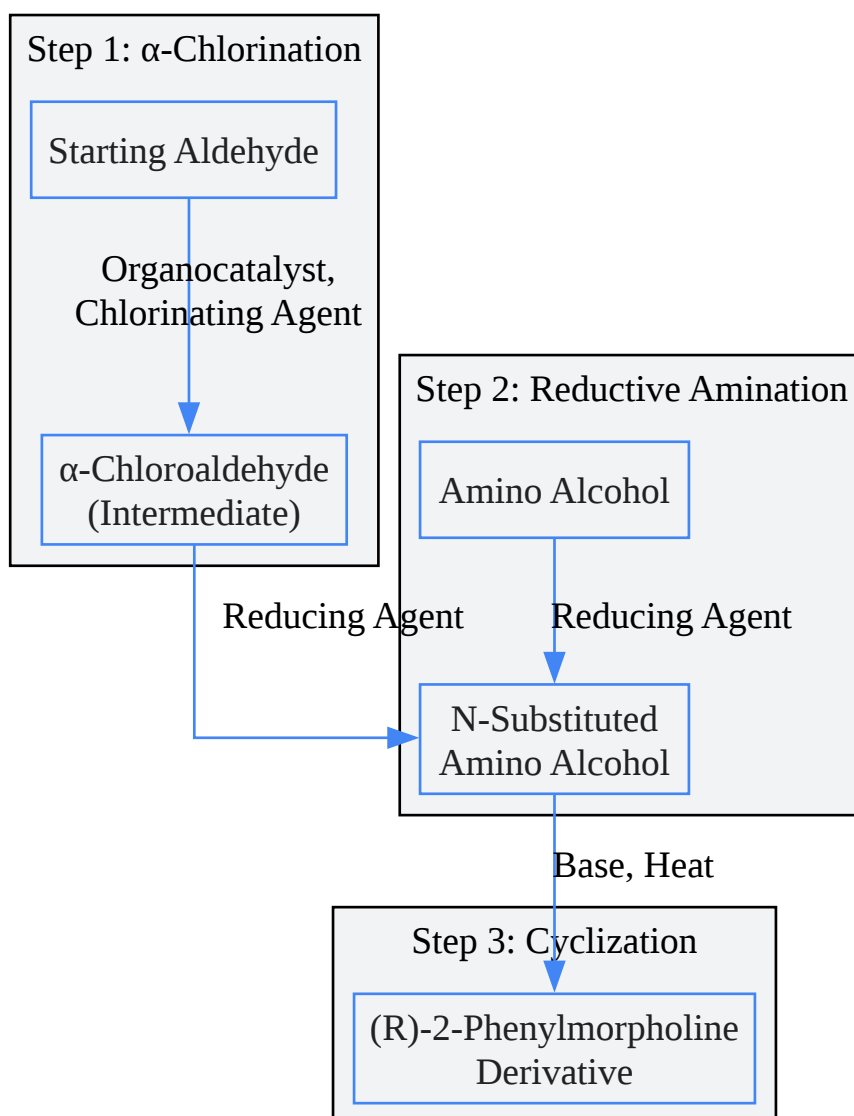 Step 1: α-Chlorination
Starting Aldehyde
Organocatalyst,
Chlorinating Agent
α-Chloroaldehyde
(Intermediate)
Step 2: Reductive Amination
Amino Alcohol
Reducing Agent
Reducing Agent
N-Substituted
Amino Alcohol
Base, Heat
Step 3: Cyclization
(R)-2-Phenylmorpholine
Derivative